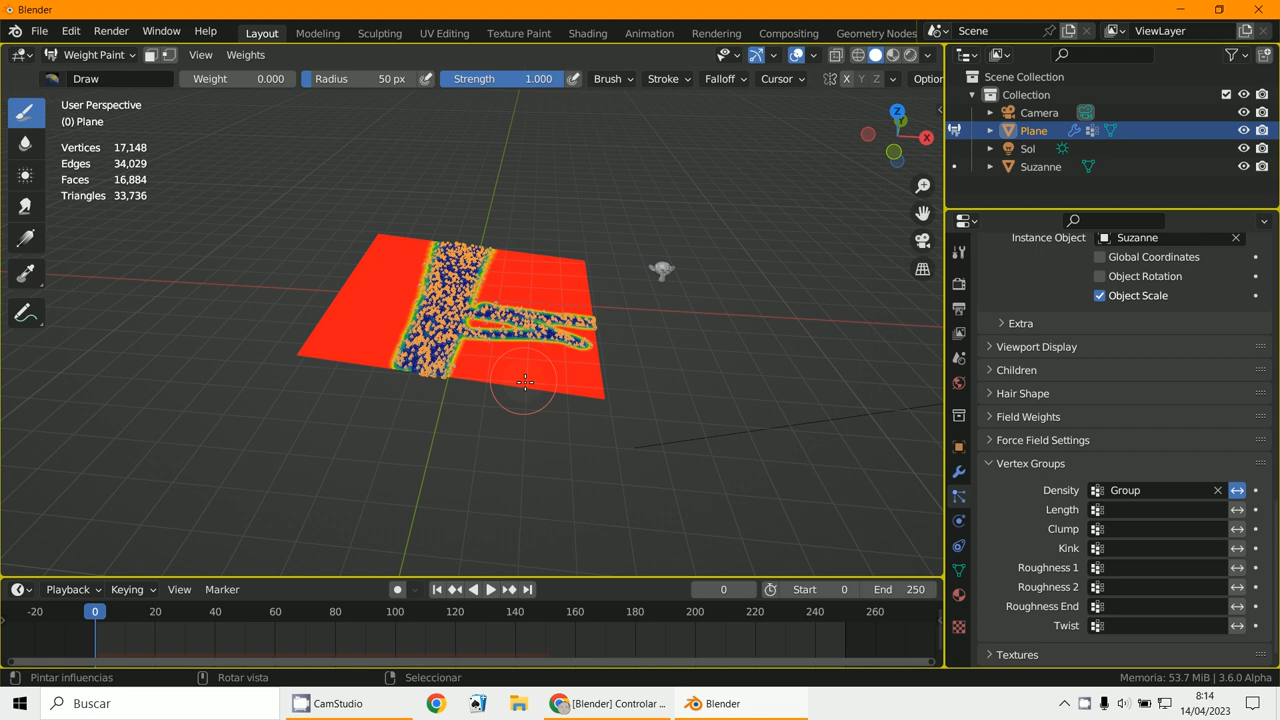 Blender
File Edit Render Window Help Layout Modeling Sculpting UV Editing Texture Paint Shading Animation Rendering Compositing Geometry Nodes Scene ViewLayer
Weight Paint View Weights
Draw Weight 0.000 Radius 50 px Strength 1.000 Brush Stroke Falloff Cursor X Y Z Option
User Perspective
(0) Plane
Vertices 17,148
Edges 34,029
Faces 16,884
Triangles 33,736
Z
X
Scene Collection
Collection
Camera
Plane
Sol
Suzanne
Instance Object Suzanne
Global Coordinates
Object Rotation
Object Scale
Extra
Viewport Display
Children
Hair Shape
Field Weights
Force Field Settings
Vertex Groups
Density Group
Length
Clump
Kink
Roughness 1
Roughness 2
Roughness End
Twist
Textures
Playback Keying View Marker 0 Start 0 End 250
-20 0 20 40 60 80 100 120 140 160 180 200 220 240 260
Pintar influencias Rotar vista Seleccionar Memoria: 53.7 MiB | 3.6.0 Alpha
Buscar CamStudio [Blender] Controlar ... Blender
8:14
14/04/2023